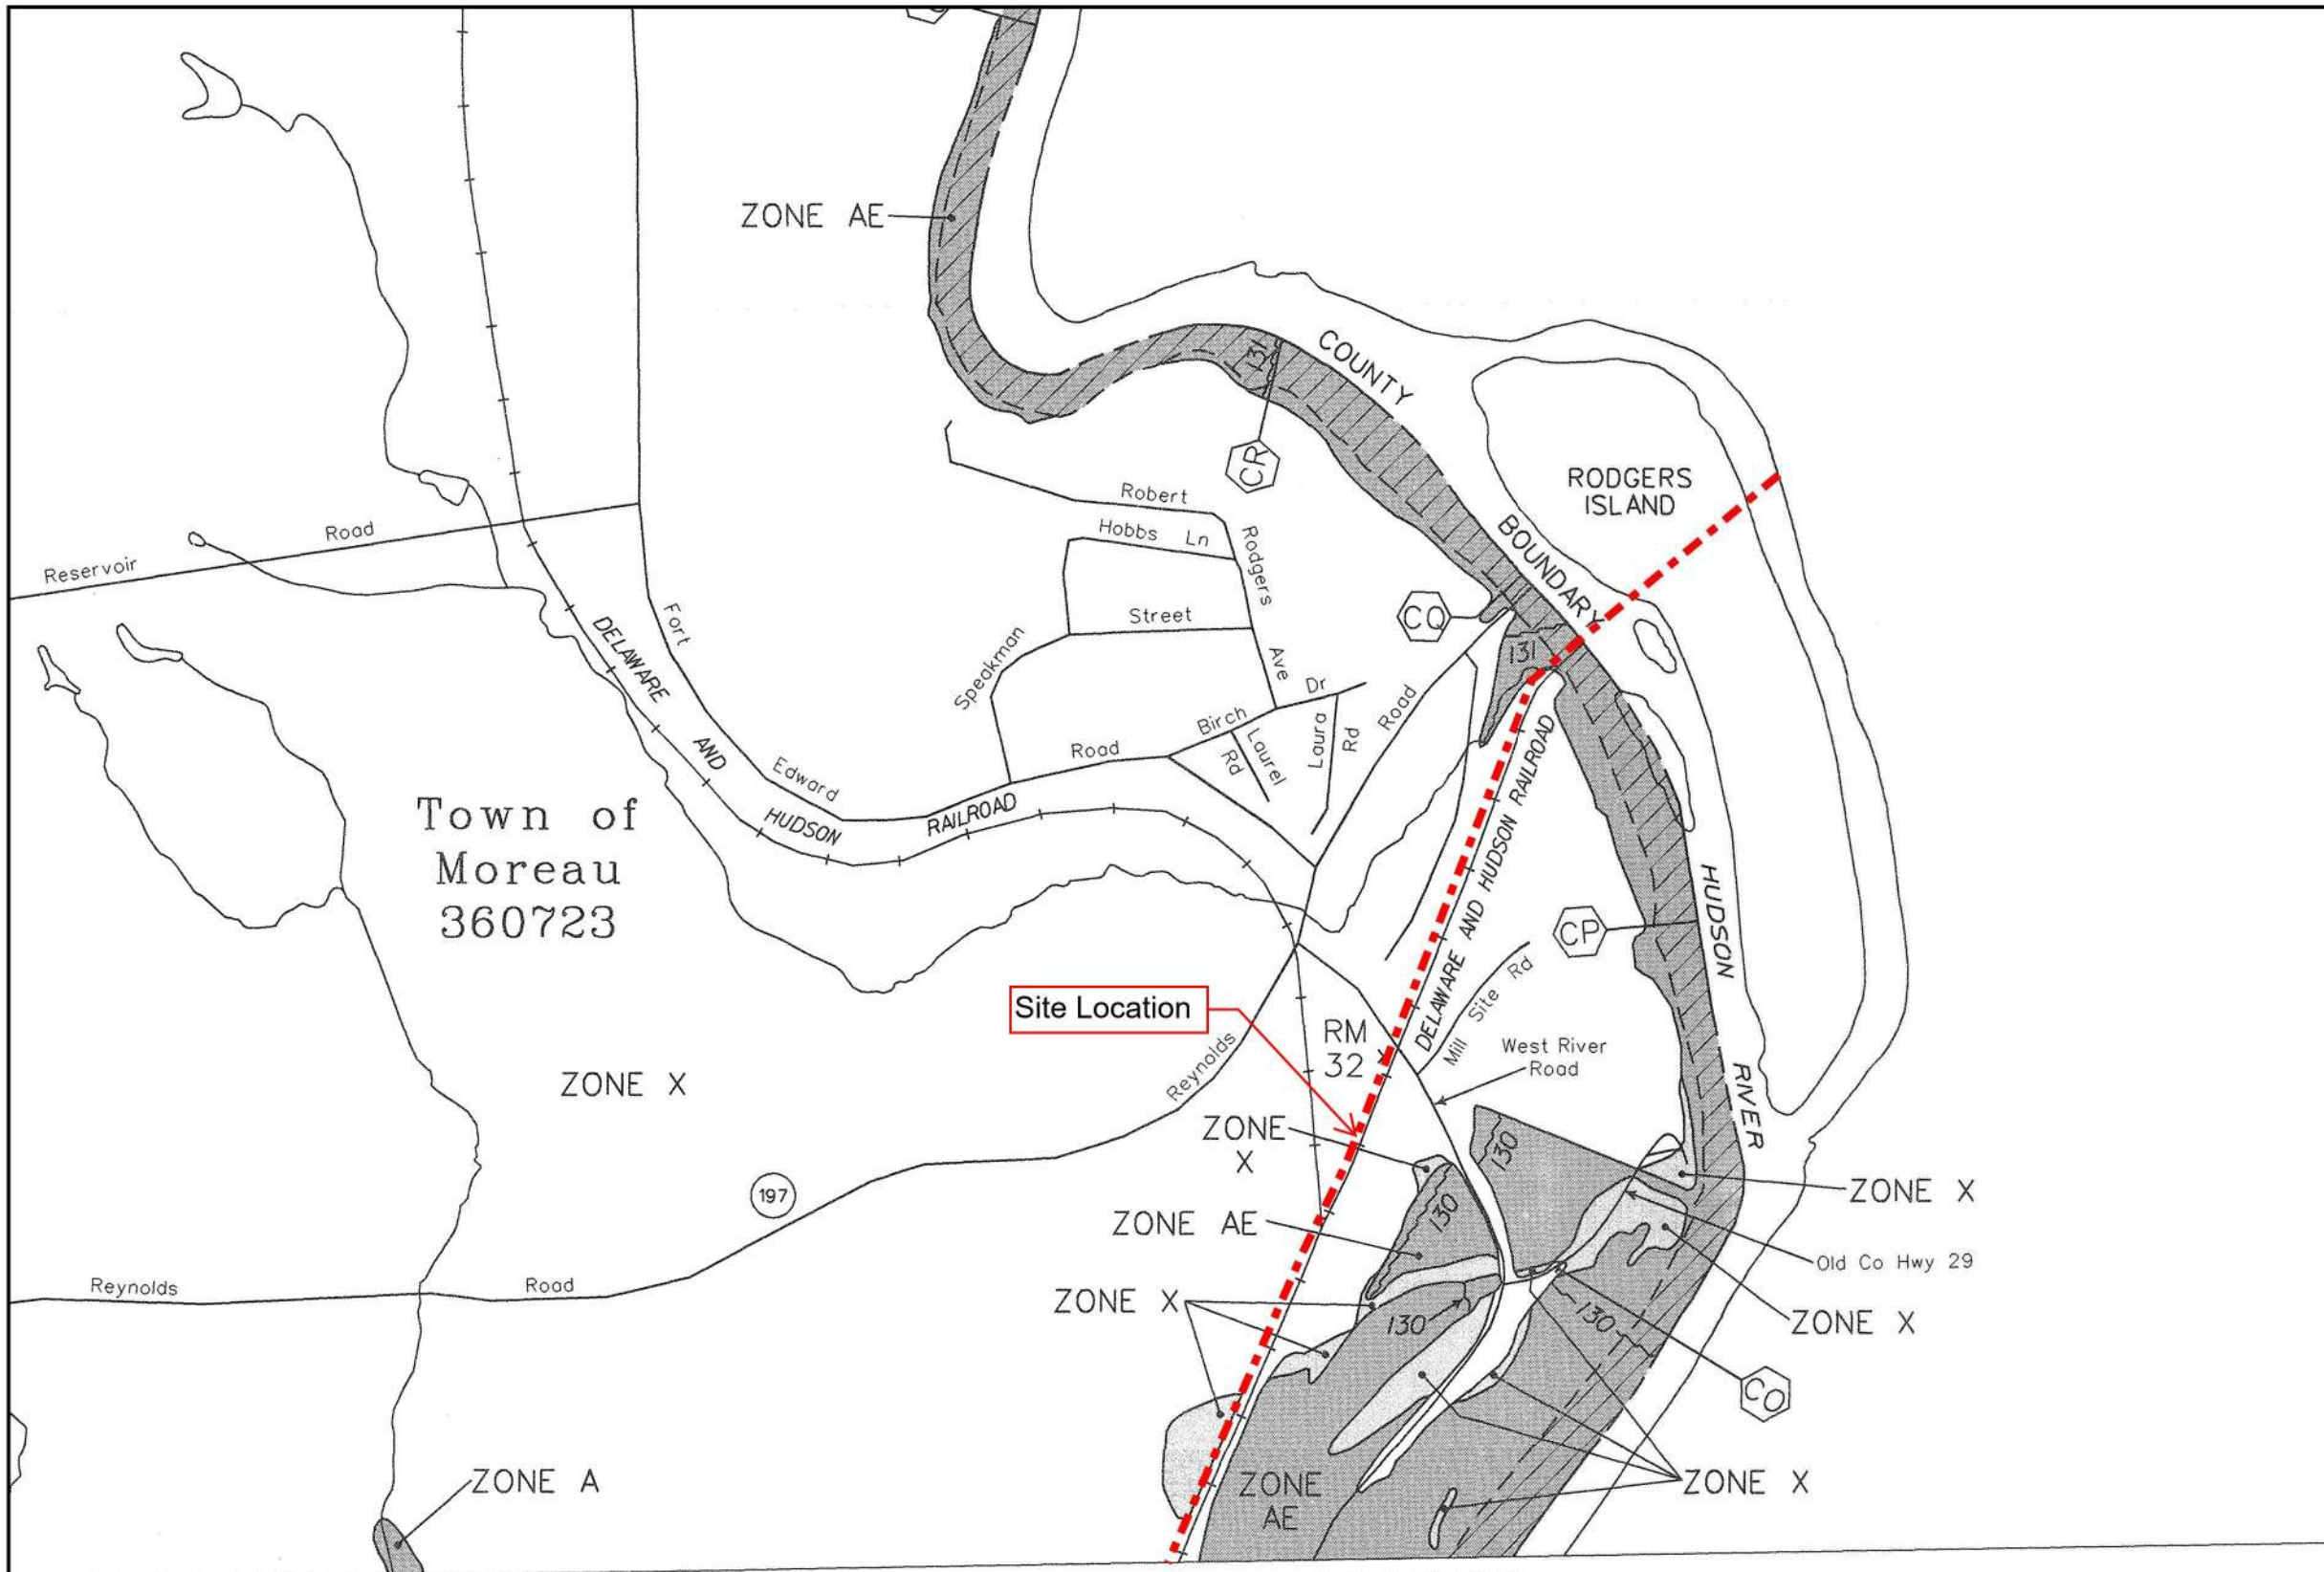 ZONE AE
COUNTY
BOUNDARY
131
CR
RODGERS
ISLAND
Robert
Hobbs Ln
Rodgers
Ave
Street
Speakman
Reservoir
Road
Fort
Edward
Road
DELAWARE
AND
HUDSON
RAILROAD
CQ
131
Birch
Dr
Laurel
Rd
Laura
Rd
Road
DELAWARE AND HUDSON RAILROAD
Town of
Moreau
360723
HUDSON
RIVER
CP
Site Location
RM
32
Mill Site Rd
West River
Road
Reynolds
ZONE X
ZONE
X
130
130
ZONE X
197
ZONE AE
Old Co Hwy 29
Reynolds
Road
ZONE X
130
130
ZONE X
CO
ZONE A
ZONE
AE
ZONE X